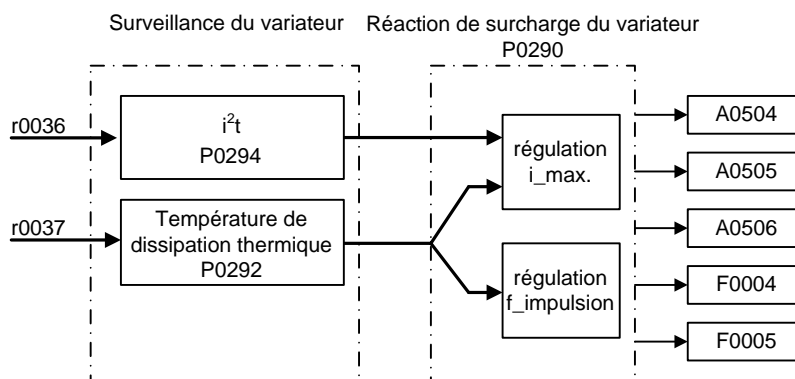 Surveillance du variateur
Réaction de surcharge du variateur
P0290
r0036
i²t
P0294
r0037
Température de
dissipation thermique
P0292
régulation
i_max.
régulation
f_impulsion
A0504
A0505
A0506
F0004
F0005